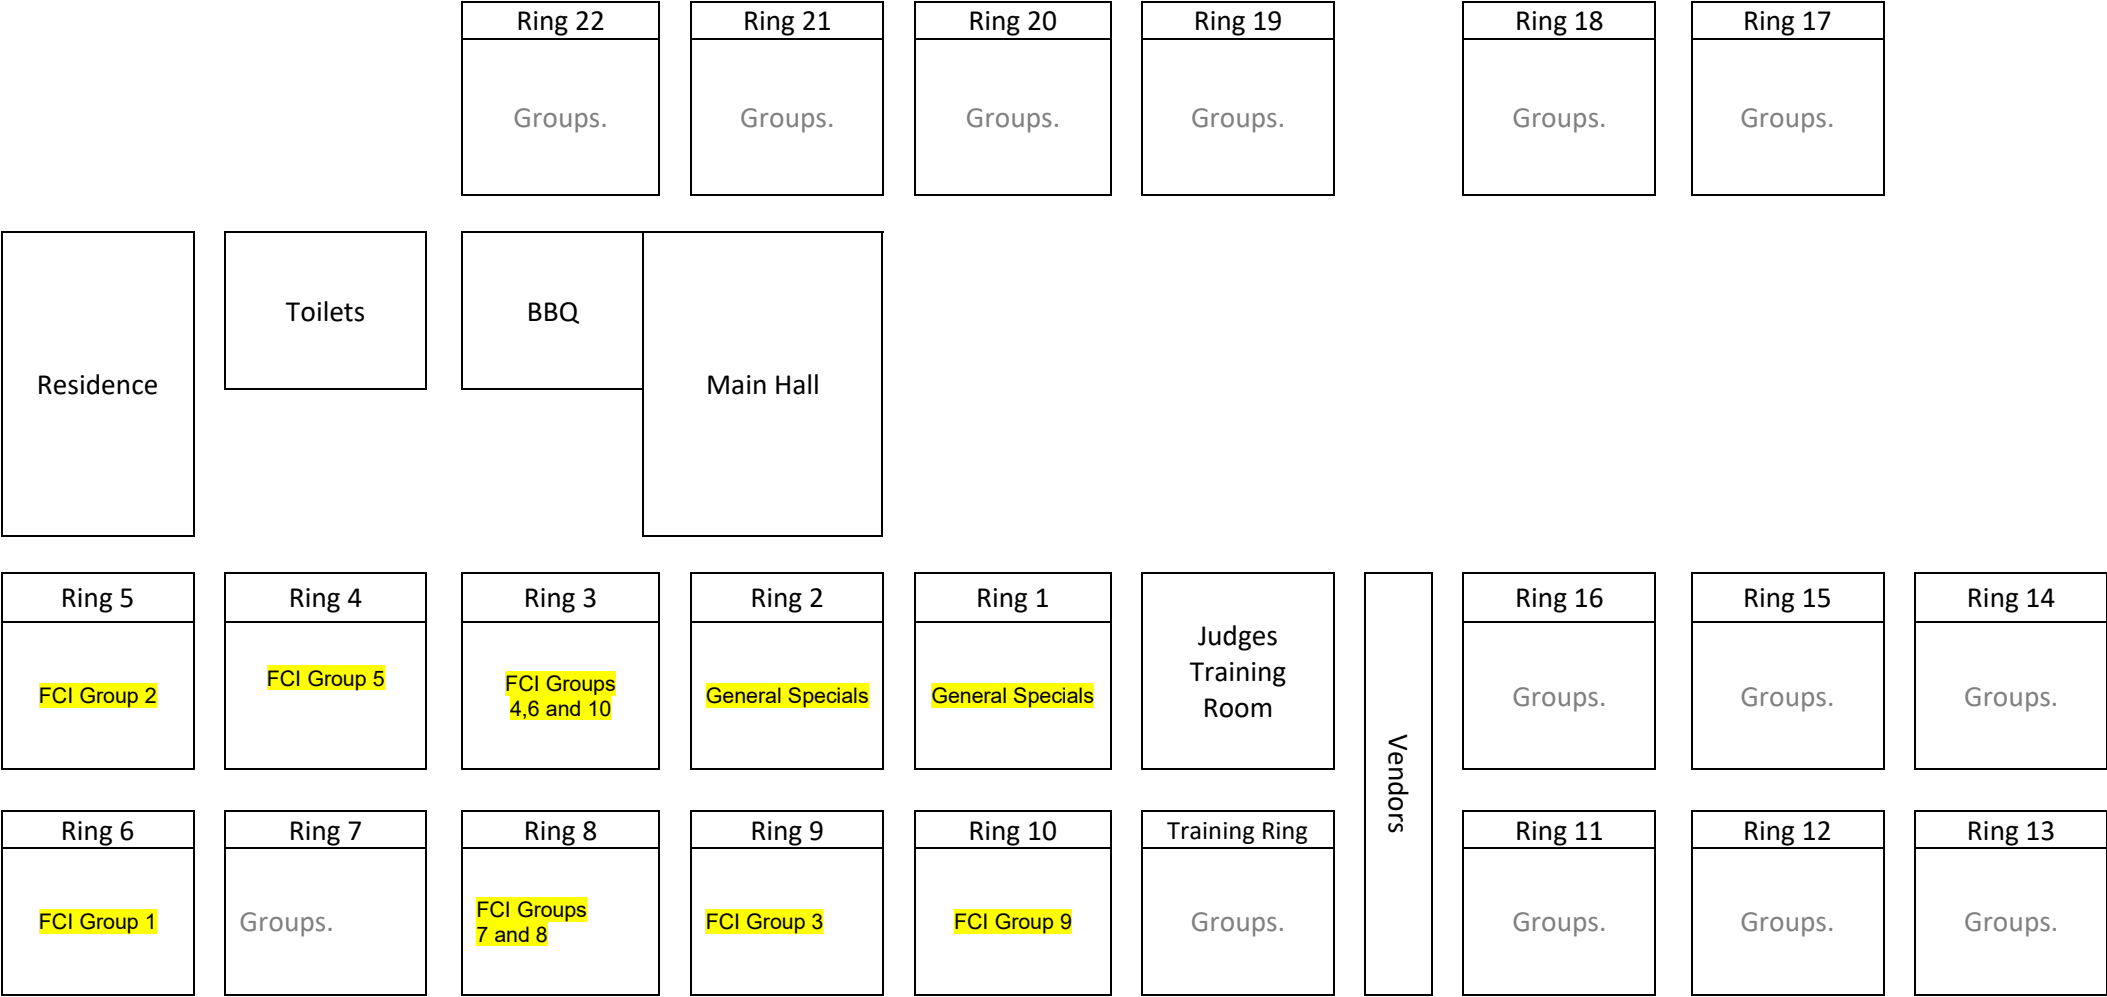 Ring 22
Ring 21
Ring 20
Ring 19
Ring 18
Ring 17
Groups.
Groups.
Groups.
Groups.
Groups.
Groups.
Residence
Toilets
BBQ
Main Hall
Ring 5
Ring 4
Ring 3
Ring 2
Ring 1
Judges
Training
Room
Vendors
Ring 16
Ring 15
Ring 14
FCI Group 2
FCI Group 5
FCI Groups
4,6 and 10
General Specials
General Specials
Groups.
Groups.
Groups.
Ring 6
Ring 7
Ring 8
Ring 9
Ring 10
Training Ring
Ring 11
Ring 12
Ring 13
FCI Group 1
Groups.
FCI Groups
7 and 8
FCI Group 3
FCI Group 9
Groups.
Groups.
Groups.
Groups.